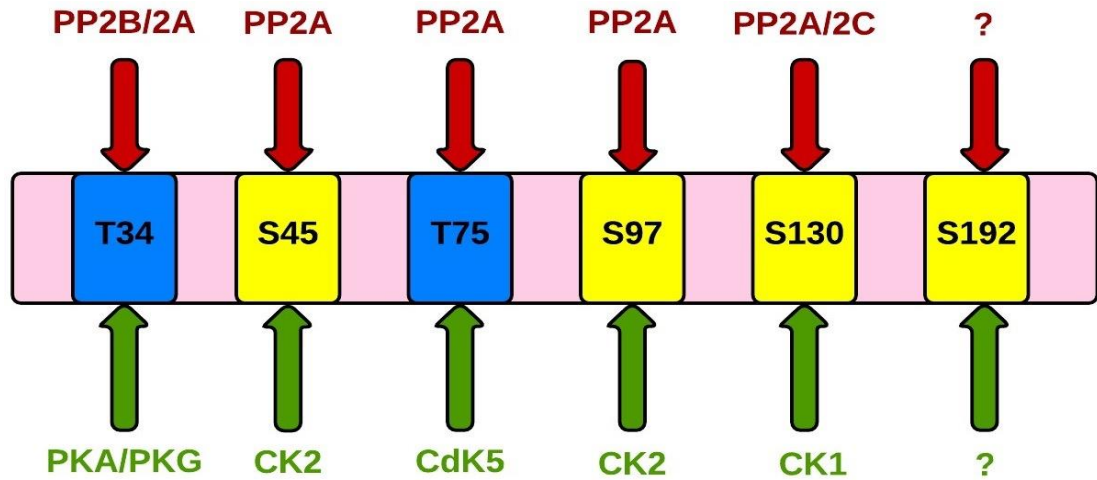 PP2B/2A PP2A PP2A PP2A PP2A/2C ?
T34 S45 T75 S97 S130 S192
PKA/PKG CK2 CdK5 CK2 CK1 ?